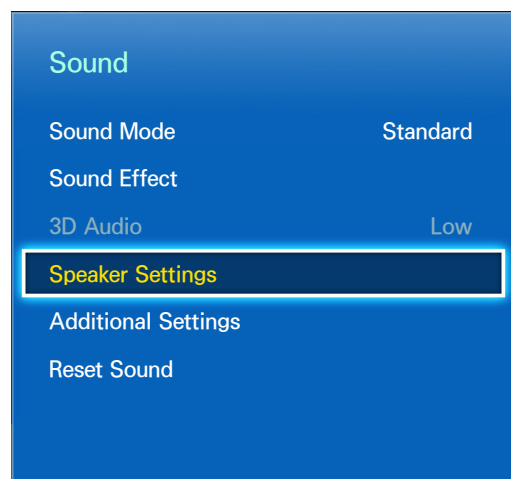 Sound
Sound Mode Standard
Sound Effect
3D Audio Low
Speaker Settings
Additional Settings
Reset Sound